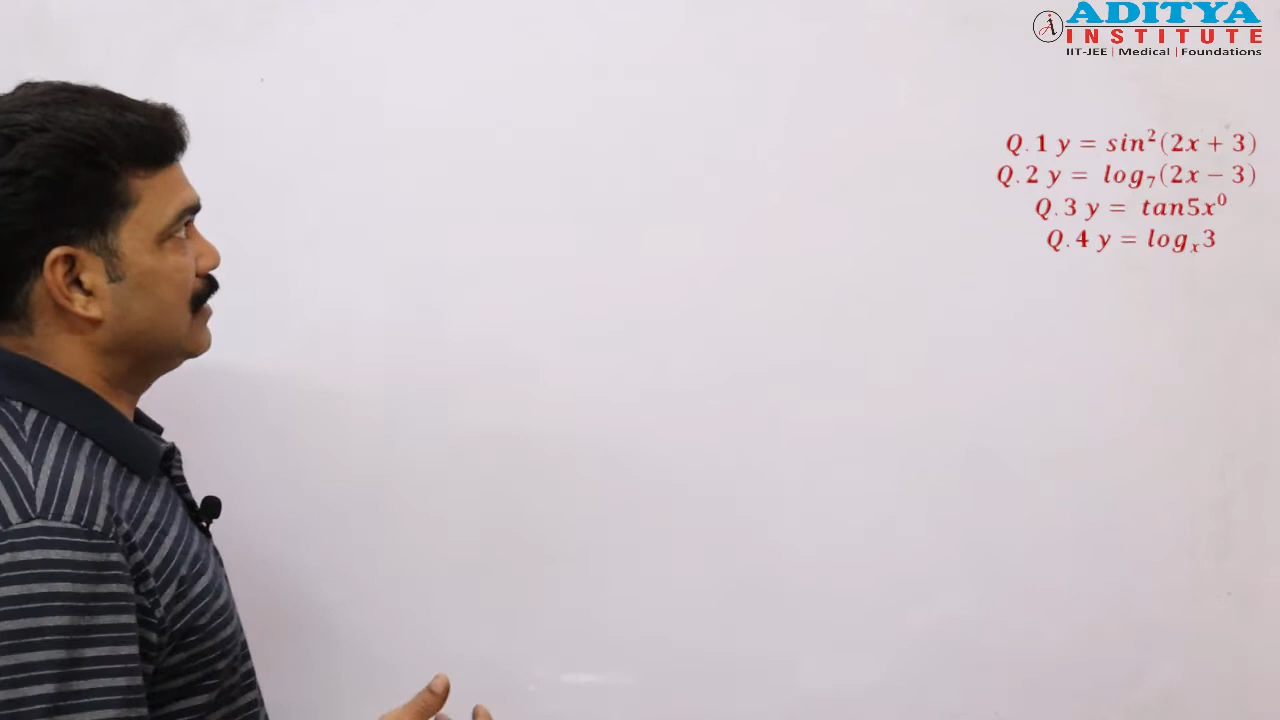 ADITYA
INSTITUTE
IIT-JEE | Medical | Foundations
Q. 1 y = sin²(2x + 3)
Q. 2 y = log₇(2x − 3)
Q. 3 y = tan5x⁰
Q. 4 y = logₓ3